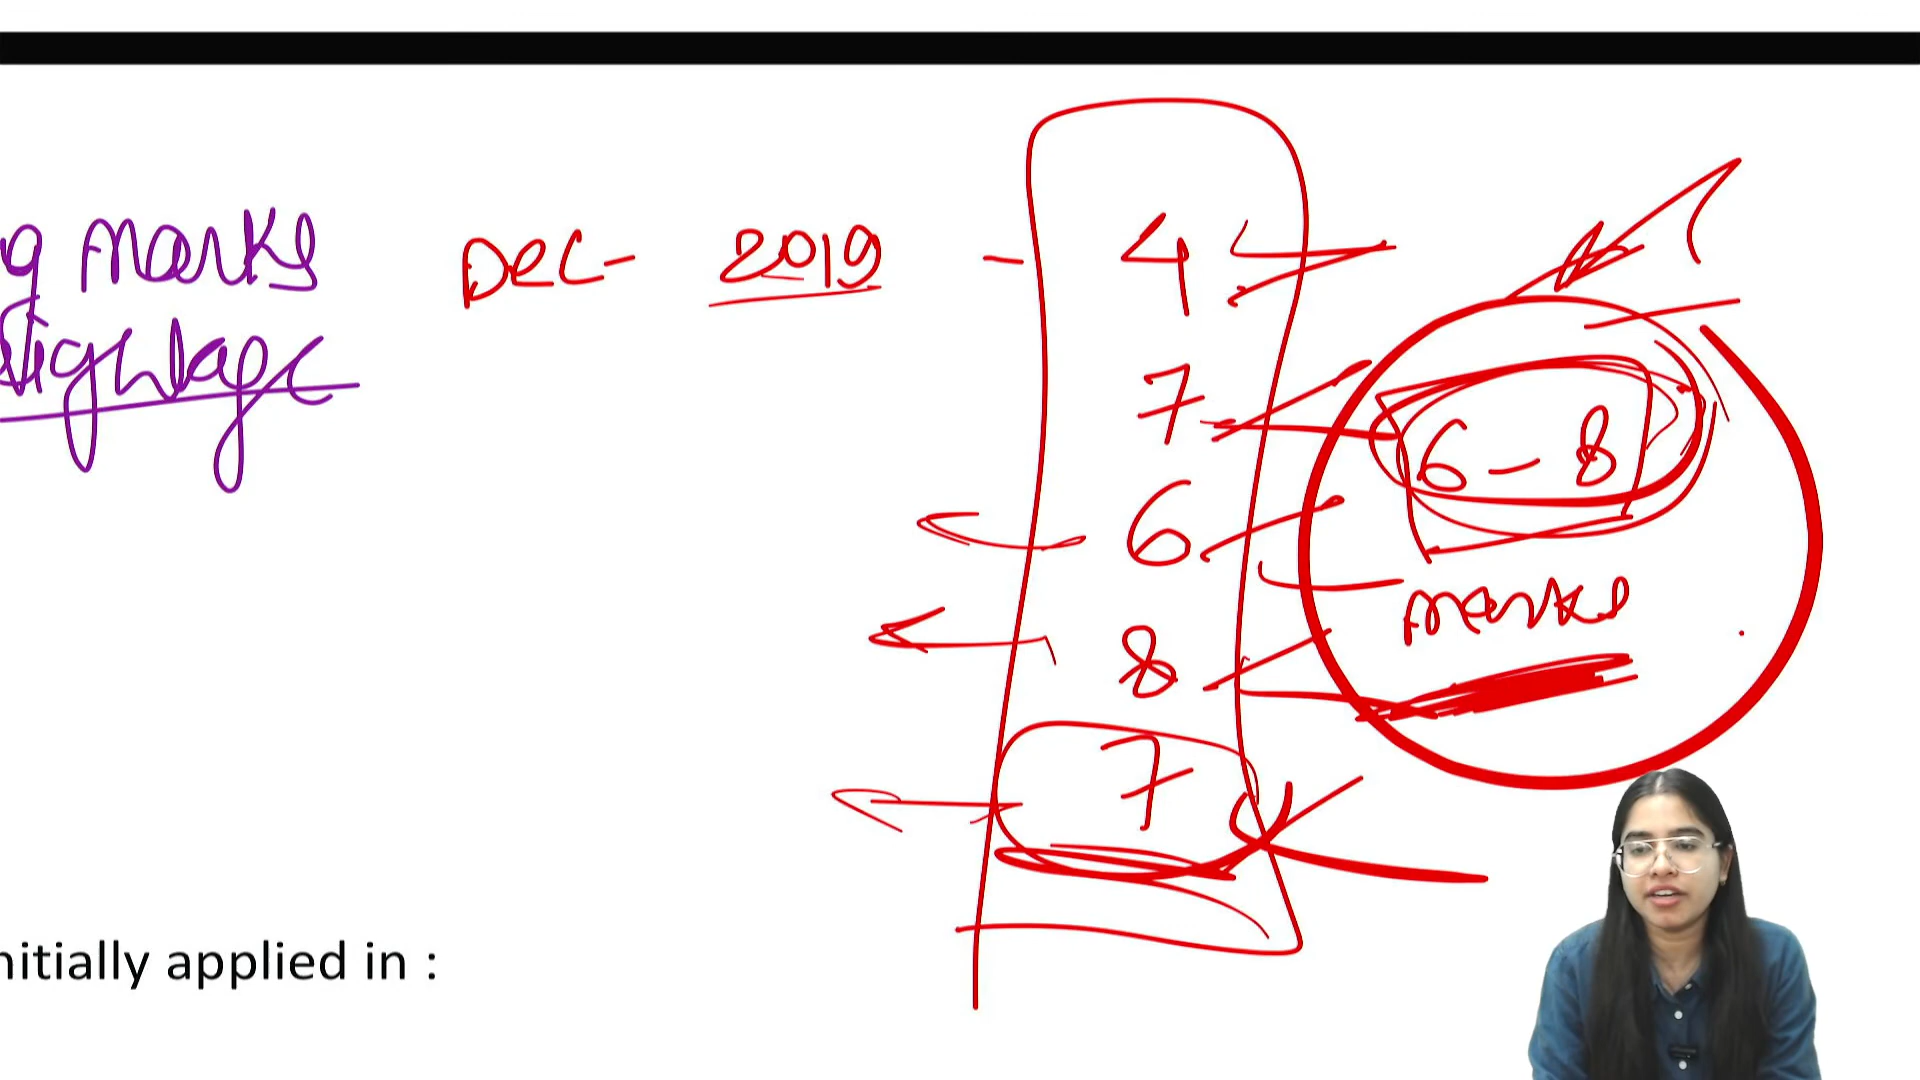 marks
DEC- 2019 - 4
7
6 - 8
6
marks
8
7
nitially applied in :